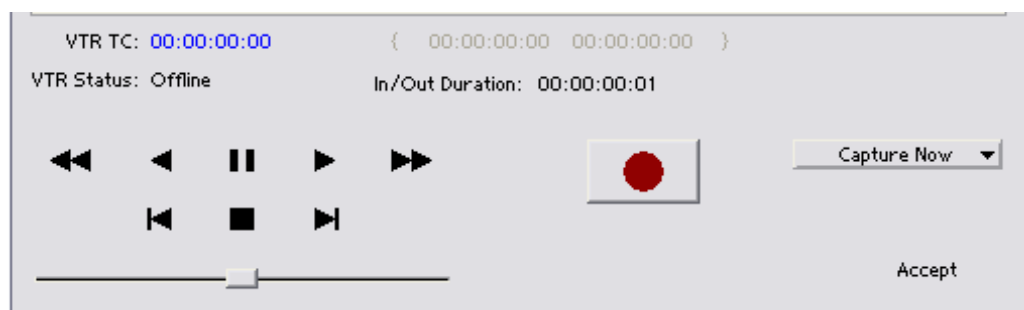 VTR TC: 00:00:00:00 { 00:00:00:00 00:00:00:00 }
VTR Status: Offline In/Out Duration: 00:00:00:01
Capture Now
Accept